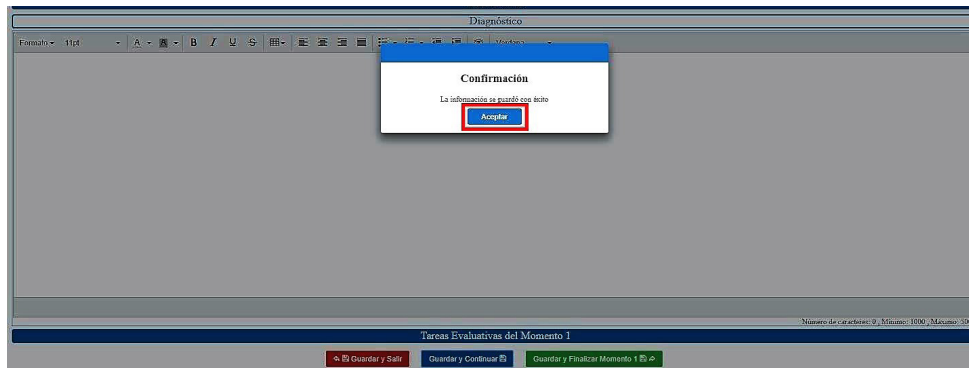 Diagnóstico
Formato 11pt A A B I U S Verdana
Confirmación
La información se guardó con éxito
Aceptar
Número de caracteres: 0 , Mínimo: 1000 , Máximo:
Tareas Evaluativas del Momento 1
Guardar y Salir Guardar y Continuar Guardar y Finalizar Momento 1